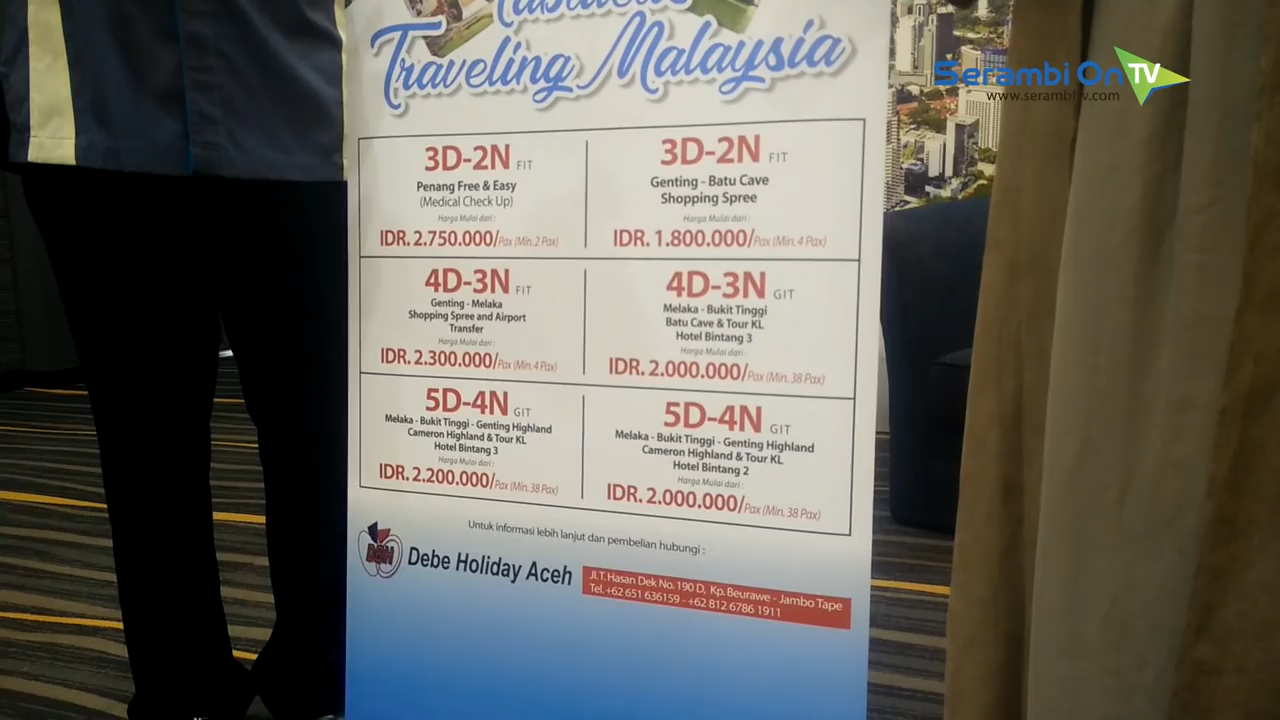 Traveling Malaysia
Serambi On TV
www.serambitv.com
3D-2N FIT
Penang Free & Easy
(Medical Check Up)
Harga Mulai dari :
IDR. 2.750.000/Pax (Min.2 Pax)
3D-2N FIT
Genting - Batu Cave
Shopping Spree
Harga Mulai dari :
IDR. 1.800.000/Pax (Min. 4 Pax)
4D-3N FIT
Genting - Melaka
Shopping Spree and Airport
Transfer
Harga Mulai dari :
IDR. 2.300.000/Pax (Min. 4 Pax)
4D-3N GIT
Melaka - Bukit Tinggi
Batu Cave & Tour KL
Hotel Bintang 3
Harga Mulai dari :
IDR. 2.000.000/Pax (Min. 38 Pax)
5D-4N GIT
Melaka - Bukit Tinggi - Genting Highland
Cameron Highland & Tour KL
Hotel Bintang 3
Harga Mulai dari :
IDR. 2.200.000/Pax (Min. 38 Pax)
5D-4N GIT
Melaka - Bukit Tinggi - Genting Highland
Cameron Highland & Tour KL
Hotel Bintang 2
Harga Mulai dari :
IDR. 2.000.000/Pax (Min. 38 Pax)
Untuk informasi lebih lanjut dan pembelian hubungi :
DBH
Debe Holiday Aceh
Jl. T. Hasan Dek No. 190 D, Kp. Beurawe - Jambo Tape
Tel. +62 651 636159 - +62 812 6786 1911